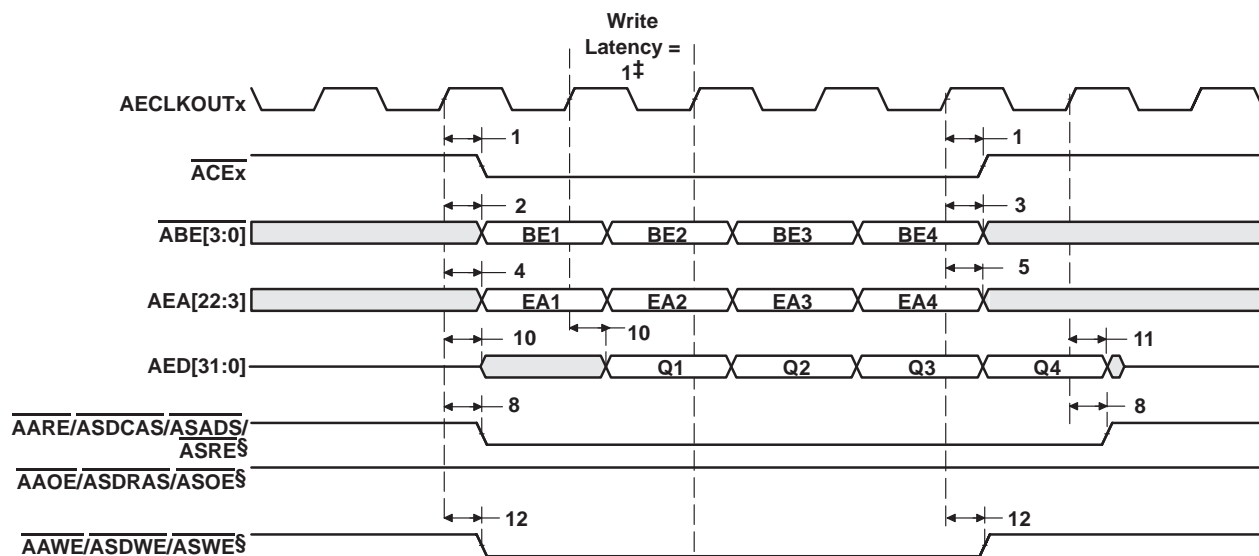 Write
Latency =
1‡
AECLKOUTx
1 1
ACEx
2 3
ABE[3:0] BE1 BE2 BE3 BE4
4 5
AEA[22:3] EA1 EA2 EA3 EA4
10 10 11
AED[31:0] Q1 Q2 Q3 Q4
8 8
AARE/ASDCAS/ASADS/
ASRE§
AAOE/ASDRAS/ASOE§
12 12
AAWE/ASDWE/ASWE§